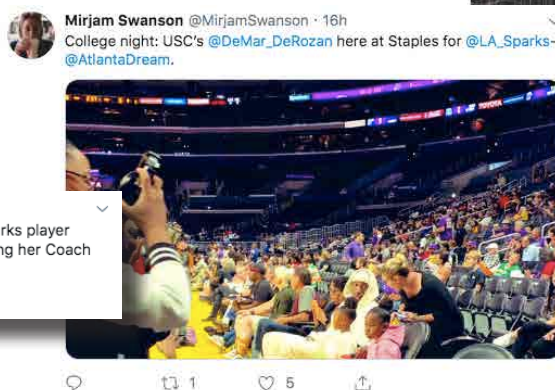 Mirjam Swanson @MirjamSwanson · 16h
College night: USC's @DeMar_DeRozan here at Staples for @LA_Sparks-
@AtlantaDream.
TOYOTA
rks player
ng her Coach
1
5